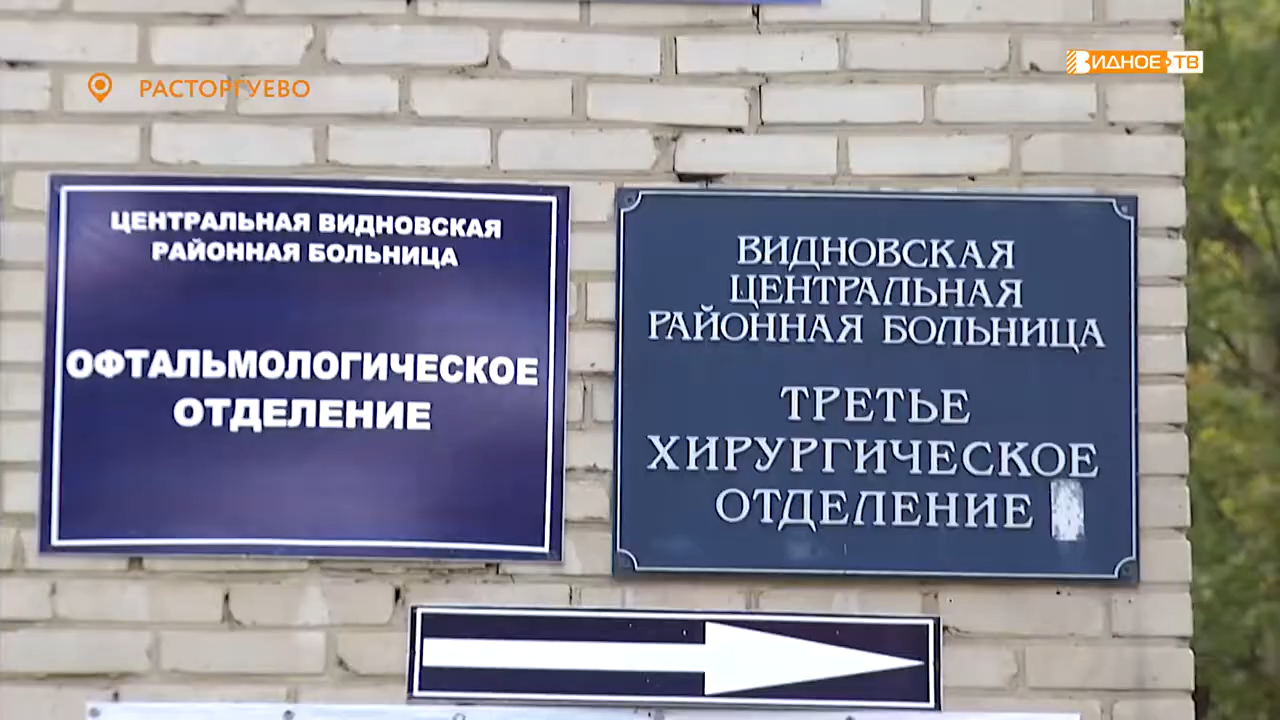 РАСТОРГУЕВО
ВИДНОЕ-ТВ
ЦЕНТРАЛЬНАЯ ВИДНОВСКАЯ
РАЙОННАЯ БОЛЬНИЦА
ОФТАЛЬМОЛОГИЧЕСКОЕ
ОТДЕЛЕНИЕ
ВИДНОВСКАЯ
ЦЕНТРАЛЬНАЯ
РАЙОННАЯ БОЛЬНИЦА
ТРЕТЬЕ
ХИРУРГИЧЕСКОЕ
ОТДЕЛЕНИЕ